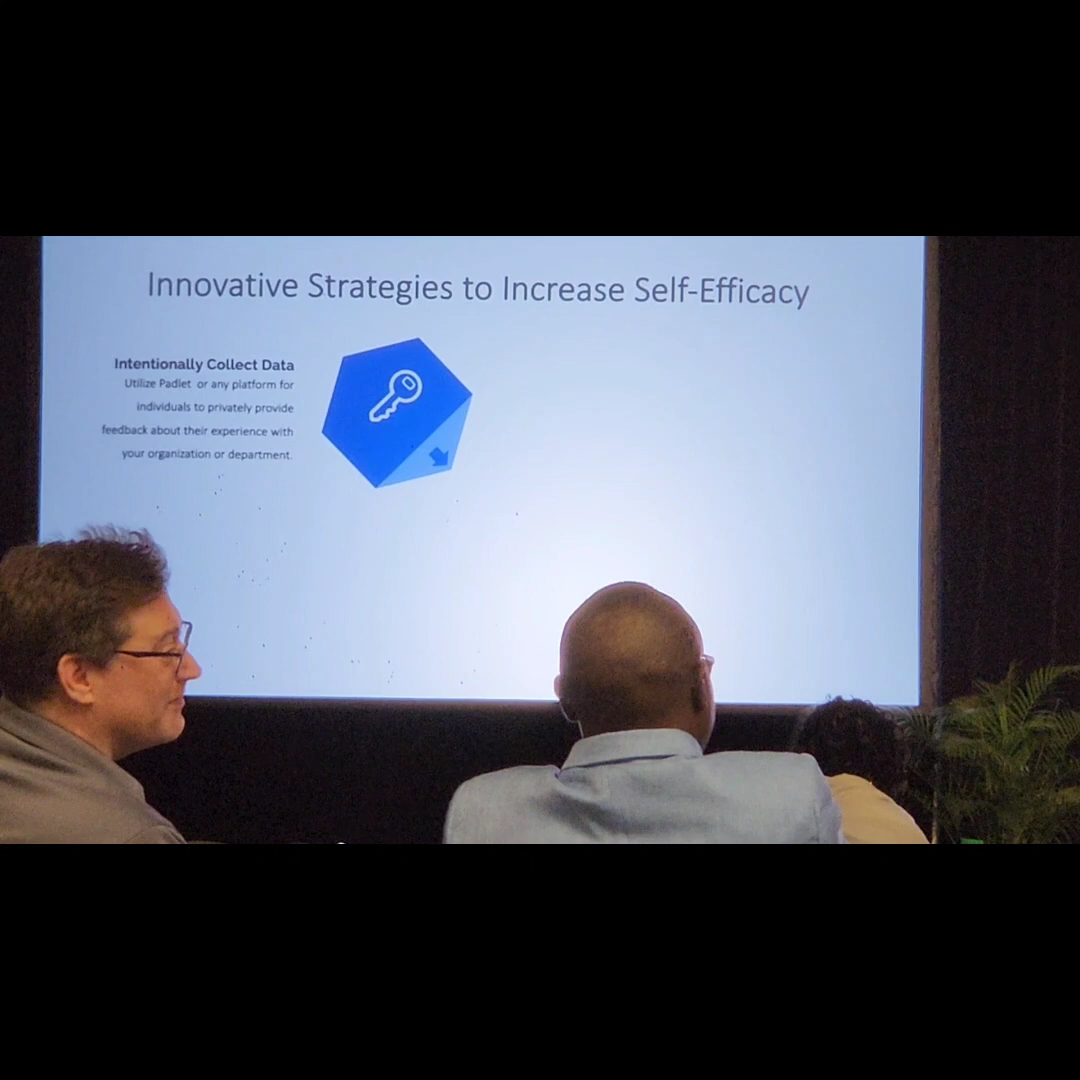 Innovative Strategies to Increase Self-Efficacy
Intentionally Collect Data
Utilize Padlet or any platform for
individuals to privately provide
feedback about their experience with
your organization or department.